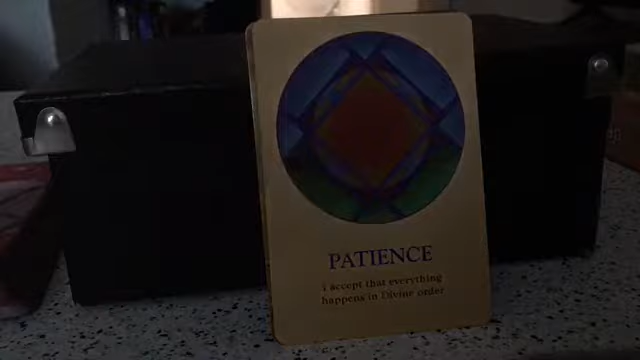 PATIENCE
i accept that everything
happens in Divine order